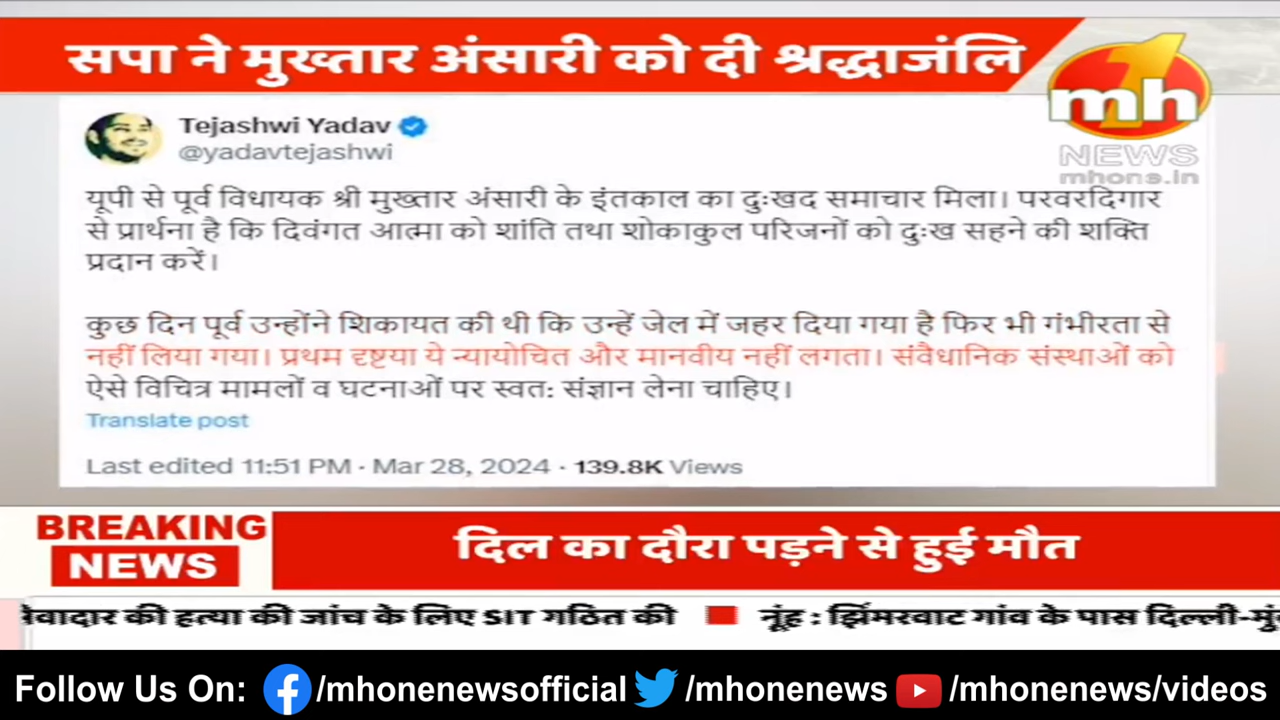 सपा ने मुख्तार अंसारी को दी श्रद्धाजंलि
1
mh
NEWS
mhone.in
Tejashwi Yadav
@yadavtejashwi
यूपी से पूर्व विधायक श्री मुख्तार अंसारी के इंतकाल का दुःखद समाचार मिला। परवरदिगार
से प्रार्थना है कि दिवंगत आत्मा को शांति तथा शोकाकुल परिजनों को दुःख सहने की शक्ति
प्रदान करें।
कुछ दिन पूर्व उन्होंने शिकायत की थी कि उन्हें जेल में जहर दिया गया है फिर भी गंभीरता से
नहीं लिया गया। प्रथम दृष्टया ये न्यायोचित और मानवीय नहीं लगता। संवैधानिक संस्थाओं को
ऐसे विचित्र मामलों व घटनाओं पर स्वत: संज्ञान लेना चाहिए।
Translate post
Last edited 11:51 PM · Mar 28, 2024 · 139.8K Views
BREAKING
NEWS
दिल का दौरा पड़ने से हुई मौत
की हत्या की जांच के लिए SIT गठित की ■ नूंह : झिंमरवाट गांव के पास दिल्ली-
Follow Us On: /mhonenewsofficial /mhonenews /mhonenews/videos